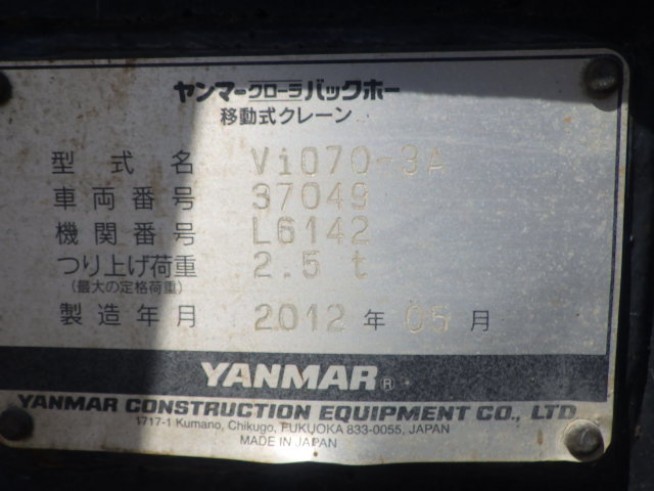 ヤンマークローラバックホー
移動式クレーン
型式名 Vi070-3A
車両番号 37049
機関番号 L6142
つり上げ荷重 2.5 t
(最大の定格荷重)
製造年月 2012 年 05 月
YANMAR®
YANMAR CONSTRUCTION EQUIPMENT CO., LTD.
1717-1 Kumano, Chikugo, FUKUOKA 833-0055, JAPAN
MADE IN JAPAN